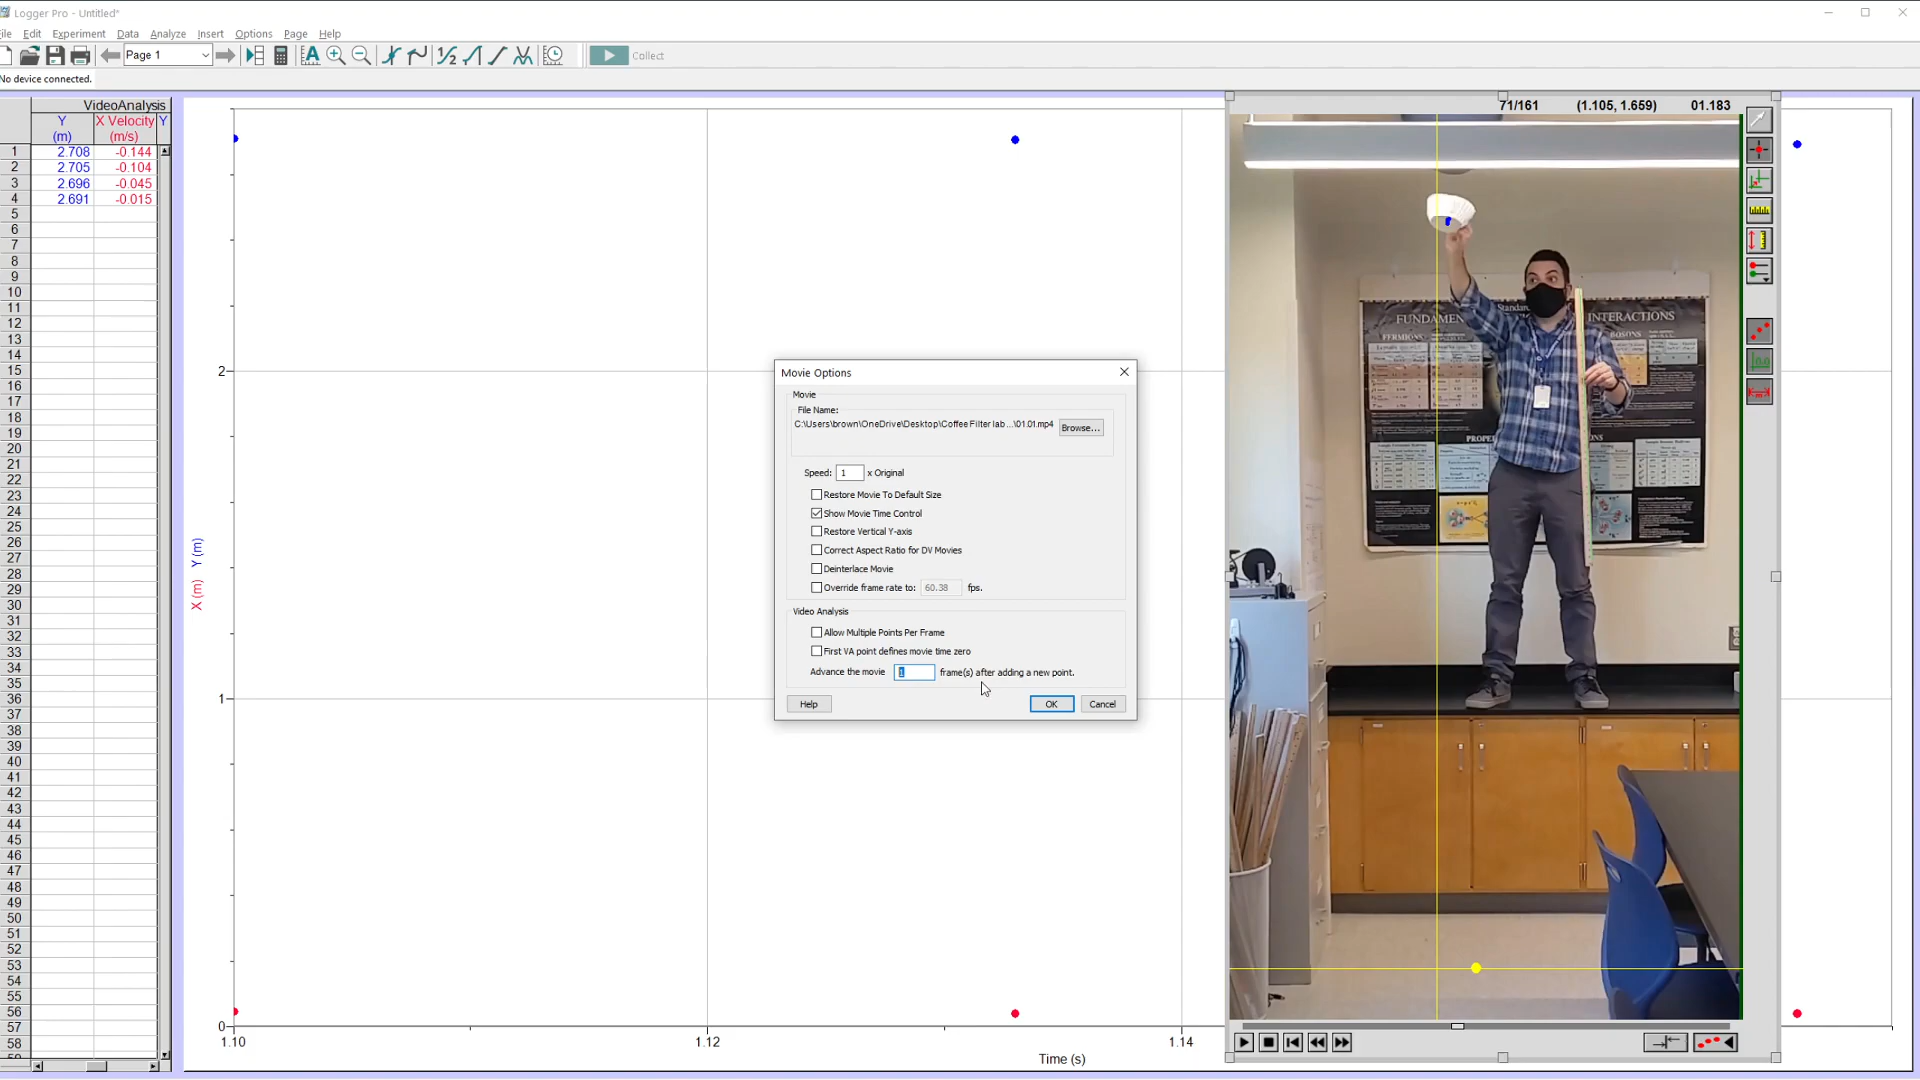 Logger Pro - Untitled*
ile Edit Experiment Data Analyze Insert Options Page Help
Page 1
Collect
No device connected.
VideoAnalysis
Y X Velocity Y
(m) (m/s)
1 2.708 -0.144
2 2.705 -0.104
3 2.696 -0.045
4 2.691 -0.015
5
6
7
8
9
10
11
12
13
14
15
16
17
18
19
20
21
22
23
24
25
26
27
28
29
30
31
32
33
34
35
36
37
38
39
40
41
42
43
44
45
46
47
48
49
50
51
52
53
54
55
56
57
58
59
X (m) Y (m)
2
1
0
1.10 1.12 1.14
Time (s)
71/161 (1.105, 1.659) 01.183
FUNDAMEN
Standard
INTERACTIONS
FERMIONS
BOSONS
PROPE
Movie Options
Movie
File Name:
C:\Users\brown\OneDrive\Desktop\Coffee Filter lab ...\01.01.mp4 Browse...
Speed: 1 x Original
Restore Movie To Default Size
Show Movie Time Control
Restore Vertical Y-axis
Correct Aspect Ratio for DV Movies
Deinterlace Movie
Override frame rate to: 60.38 fps.
Video Analysis
Allow Multiple Points Per Frame
First VA point defines movie time zero
Advance the movie 1 frame(s) after adding a new point.
Help OK Cancel